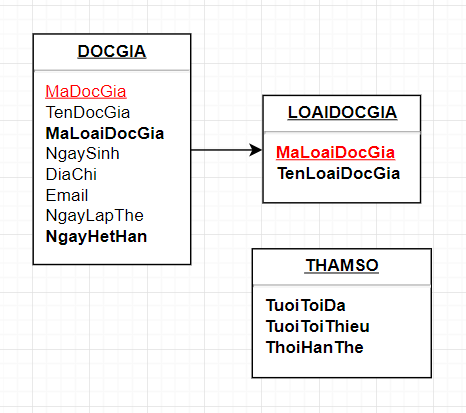 DOCGIA
MaDocGia
TenDocGia
MaLoaiDocGia
NgaySinh
DiaChi
Email
NgayLapThe
NgayHetHan
LOAIDOCGIA
MaLoaiDocGia
TenLoaiDocGia
THAMSO
TuoiToiDa
TuoiToiThieu
ThoiHanThe